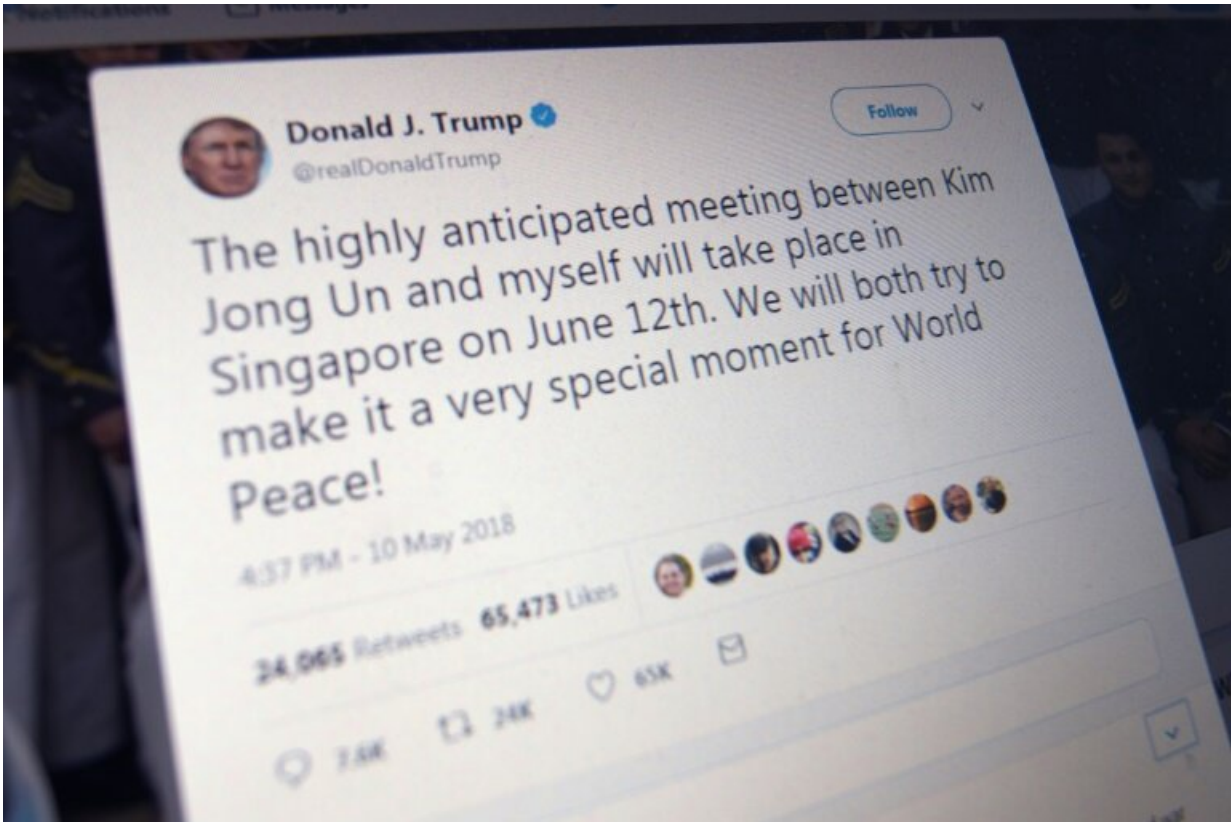 Notifications
Messages
Donald J. Trump
Follow
@realDonaldTrump
The highly anticipated meeting between Kim
Jong Un and myself will take place in
Singapore on June 12th. We will both try to
make it a very special moment for World
Peace!
4:37 PM - 10 May 2018
24,065 Retweets 65,473 Likes
7.6K 24K 65K